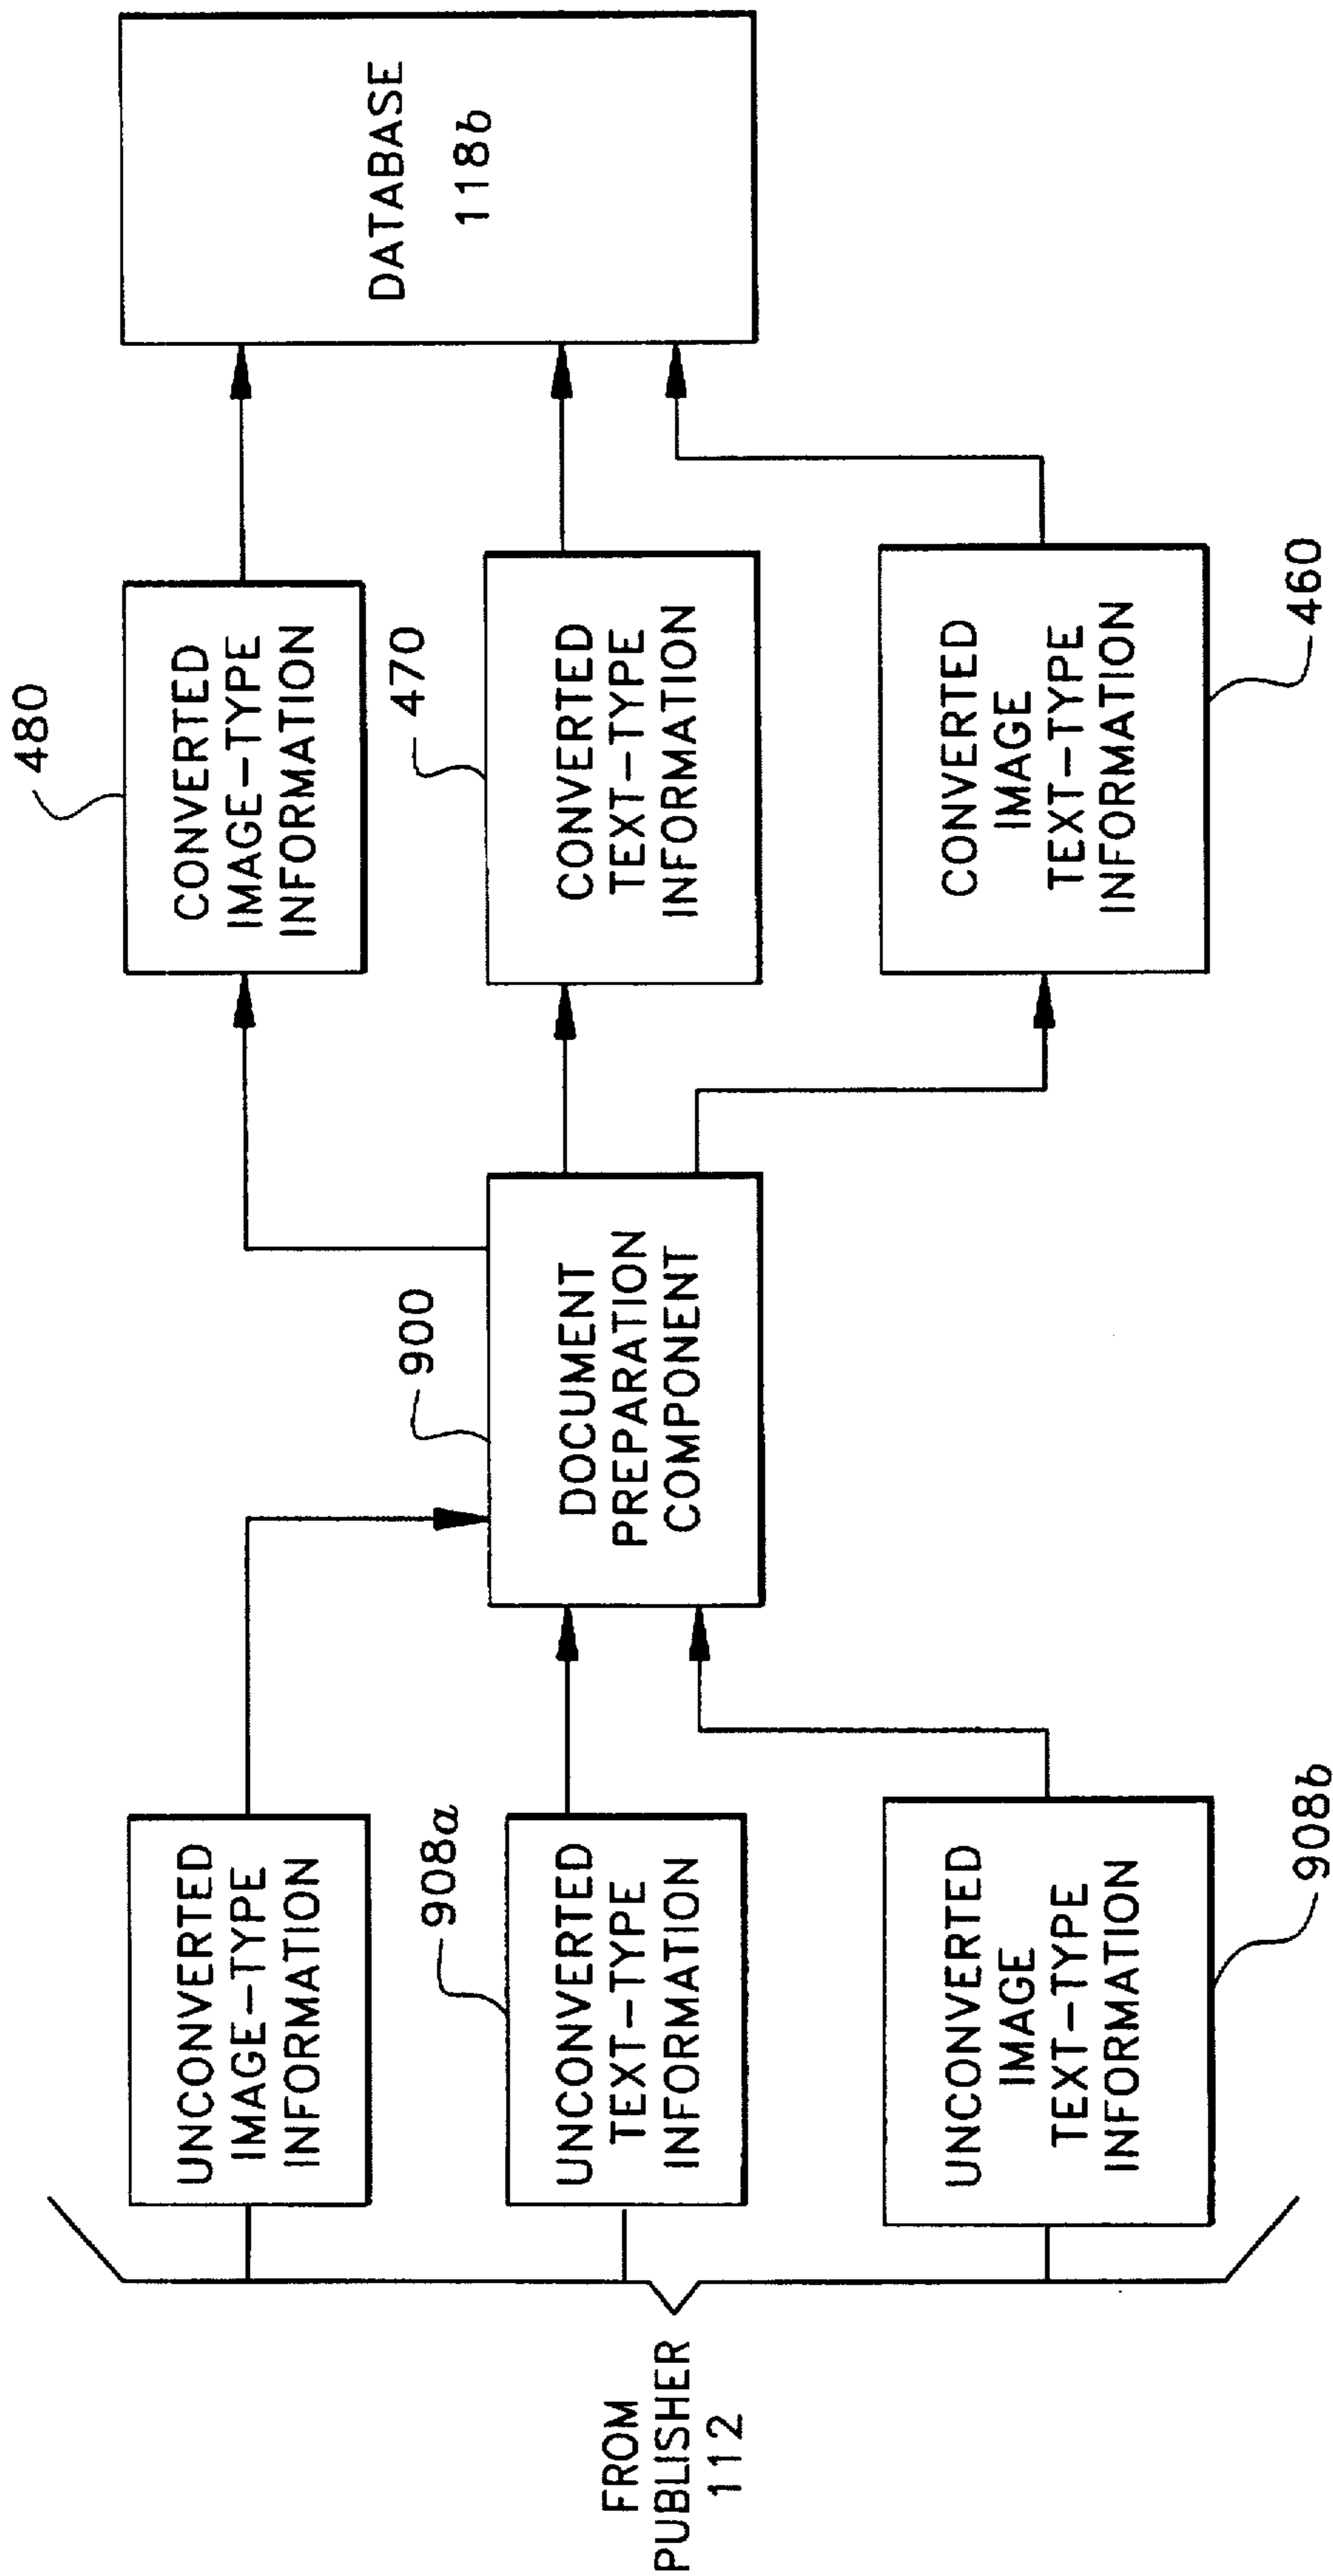 FROM
PUBLISHER
112
UNCONVERTED
IMAGE-TYPE
INFORMATION
908a
UNCONVERTED
TEXT-TYPE
INFORMATION
UNCONVERTED
IMAGE
TEXT-TYPE
INFORMATION
908b
900
DOCUMENT
PREPARATION
COMPONENT
480
CONVERTED
IMAGE-TYPE
INFORMATION
470
CONVERTED
TEXT-TYPE
INFORMATION
CONVERTED
IMAGE
TEXT-TYPE
INFORMATION
460
DATABASE
118b